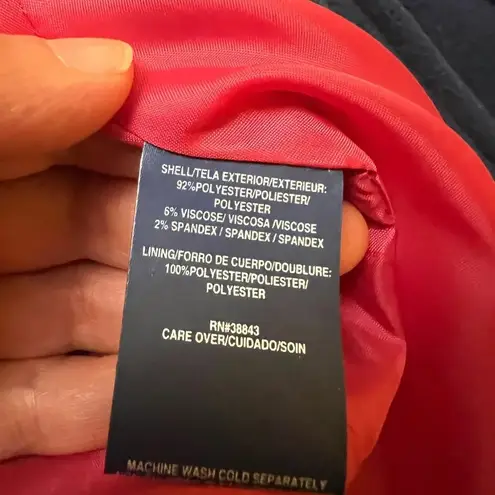 SHELL/TELA EXTERIOR/EXTERIEUR:
92%POLYESTER/POLIESTER/
POLYESTER
6% VISCOSE/ VISCOSA /VISCOSE
2% SPANDEX / SPANDEX / SPANDEX
LINING/FORRO DE CUERPO/DOUBLURE:
100%POLYESTER/POLIESTER/
POLYESTER
RN#38843
CARE OVER/CUIDADO/SOIN
MACHINE WASH COLD SEPARATELY